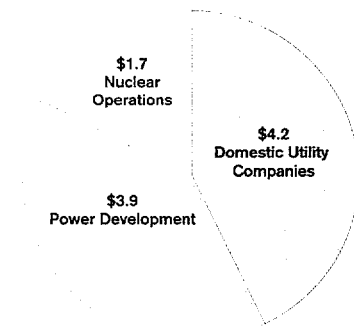 $1.7
Nuclear
Operations
$4.2
Domestic Utility
Companies
$3.9
Power Development